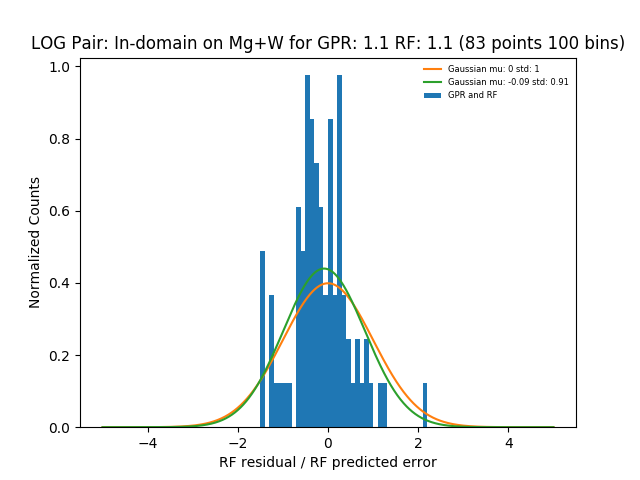 LOG Pair: In-domain on Mg+W for GPR: 1.1 RF: 1.1 (83 points 100 bins)
Gaussian mu: 0 std: 1
Gaussian mu: -0.09 std: 0.91
GPR and RF
Normalized Counts
1.0
0.8
0.6
0.4
0.2
0.0
−4 −2 0 2 4
RF residual / RF predicted error